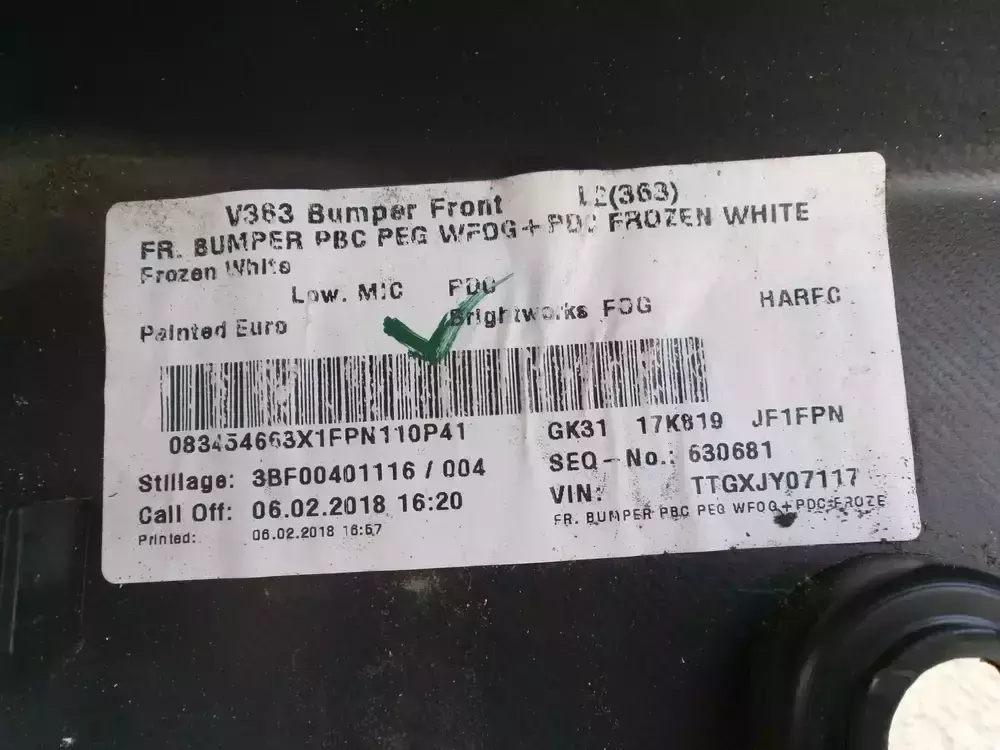 V363 Bumper Front L2(363)
FR. BUMPER PBC PEG WFOG+ PDC FROZEN WHITE
Frozen White
Low. MIC PDC
Painted Euro Brightworks FOG HARFC
083454663X1FPN110P41
GK31 17K819 JF1FPN
Stillage: 3BF00401116 / 004
SEQ-No.: 630681
Call Off: 06.02.2018 16:20
VIN: TTGXJY07117
Printed: 06.02.2018 16:57
FR. BUMPER PBC PEG WFOG+PDC FROZE